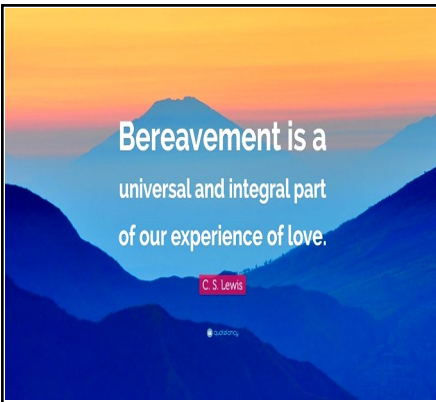 Bereavement is a
universal and integral part
of our experience of love.
C. S. Lewis
quotefancy